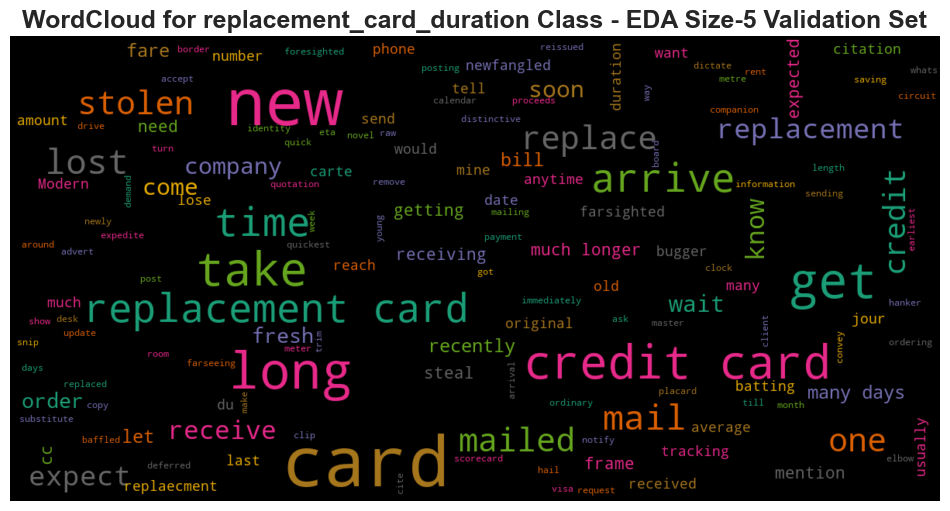 WordCloud for replacement_card_duration Class - EDA Size-5 Validation Set
fare border foresighted phone reissued want citation
number posting newfangled duration expected dictate metre accept whats
stolen new tell soon calendar proceeds way rent saving
amount drive need identity eta novel raw send distinctive companion circuit
quick replace replacement
lost turn company would bill board
Modern come carte mine anytime arrive information length
demand lose quotation remove date credit sending
newly time week getting mailing farsighted know earliest
around expedite quickest young receiving payment much longer bugger
advert take reach got clock get
post many hanker
much replacement card immediately old wait
show desk original ask master jour
snip update fresh trim client ordering
room meter recently convey
days farseeing long credit card
replaced steal arrival placard batting many days
order copy du make ordinary till month
substitute mail one
baffled let receive clip mailed notify average usually
cc last card scorecard frame tracking elbow
expect deferred hail mention
replaecment cite visa request received